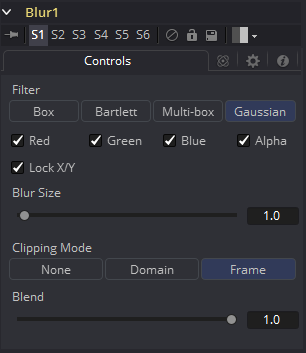 Blur1
S1 S2 S3 S4 S5 S6
Controls
Filter
Box Bartlett Multi-box Gaussian
Red Green Blue Alpha
Lock X/Y
Blur Size
1.0
Clipping Mode
None Domain Frame
Blend
1.0